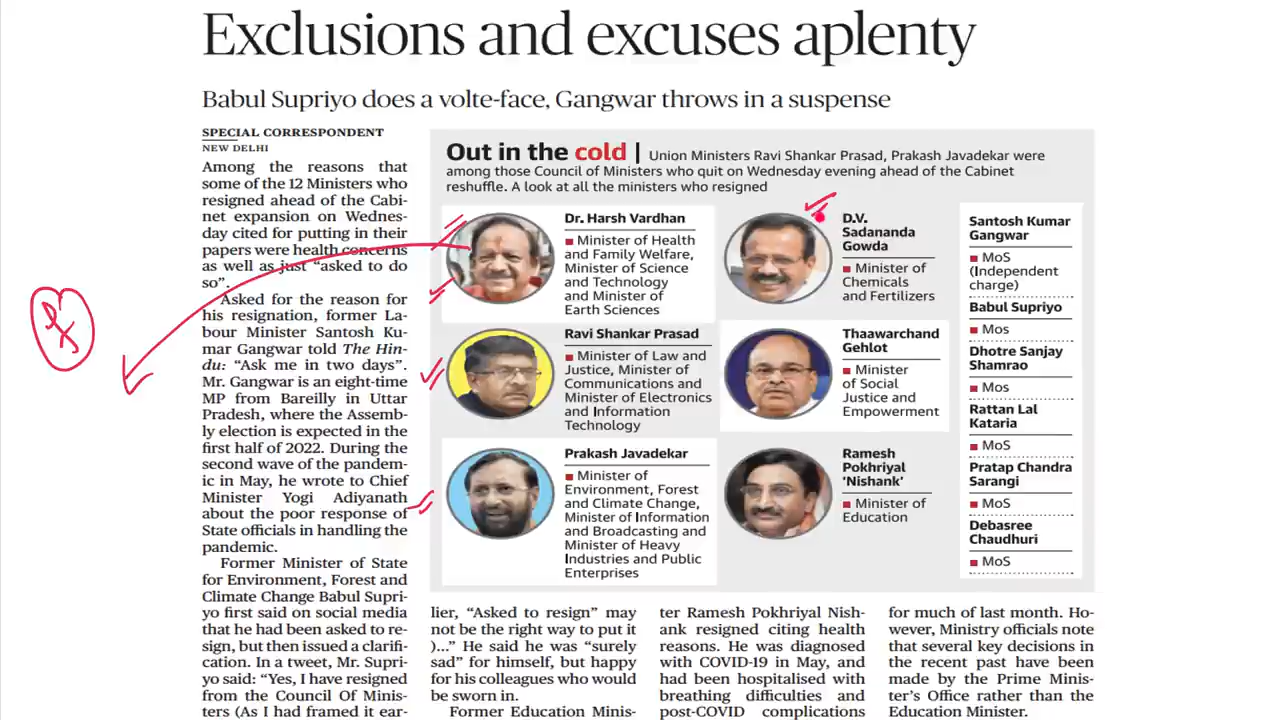 Exclusions and excuses aplenty
Babul Supriyo does a volte-face, Gangwar throws in a suspense
SPECIAL CORRESPONDENT
NEW DELHI
Among the reasons that
some of the 12 Ministers who
resigned ahead of the Cabi-
net expansion on Wednes-
day cited for putting in their
papers were health concerns
as well as just “asked to do
so”.
Asked for the reason for
his resignation, former La-
bour Minister Santosh Ku-
mar Gangwar told The Hin-
du: “Ask me in two days”.
Mr. Gangwar is an eight-time
MP from Bareilly in Uttar
Pradesh, where the Assemb-
ly election is expected in the
first half of 2022. During the
second wave of the pandem-
ic in May, he wrote to Chief
Minister Yogi Adiyanath
about the poor response of
State officials in handling the
pandemic.
Former Minister of State
for Environment, Forest and
Climate Change Babul Supri-
yo first said on social media
that he had been asked to re-
sign, but then issued a clarifi-
cation. In a tweet, Mr. Supri-
yo said: “Yes, I have resigned
from the Council Of Minis-
ters (As I had framed it ear-
Out in the cold | Union Ministers Ravi Shankar Prasad, Prakash Javadekar were
among those Council of Ministers who quit on Wednesday evening ahead of the Cabinet
reshuffle. A look at all the ministers who resigned
Dr. Harsh Vardhan
Minister of Health
and Family Welfare,
Minister of Science
and Technology
and Minister of
Earth Sciences
Ravi Shankar Prasad
Minister of Law and
Justice, Minister of
Communications and
Minister of Electronics
and Information
Technology
Prakash Javadekar
Minister of
Environment, Forest
and Climate Change,
Minister of Information
and Broadcasting and
Minister of Heavy
Industries and Public
Enterprises
D.V.
Sadananda
Gowda
Minister of
Chemicals
and Fertilizers
Thaawarchand
Gehlot
Minister
of Social
Justice and
Empowerment
Ramesh
Pokhriyal
'Nishank'
Minister of
Education
Santosh Kumar
Gangwar
MoS
(Independent
charge)
Babul Supriyo
Mos
Dhotre Sanjay
Shamrao
Mos
Rattan Lal
Kataria
MoS
Pratap Chandra
Sarangi
MoS
Debasree
Chaudhuri
MoS
lier, “Asked to resign” may
not be the right way to put it
)...” He said he was “surely
sad” for himself, but happy
for his colleagues who would
be sworn in.
Former Education Minis-
ter Ramesh Pokhriyal Nish-
ank resigned citing health
reasons. He was diagnosed
with COVID-19 in May, and
had been hospitalised with
breathing difficulties and
post-COVID complications
for much of last month. Ho-
wever, Ministry officials note
that several key decisions in
the recent past have been
made by the Prime Minis-
ter’s Office rather than the
Education Minister.